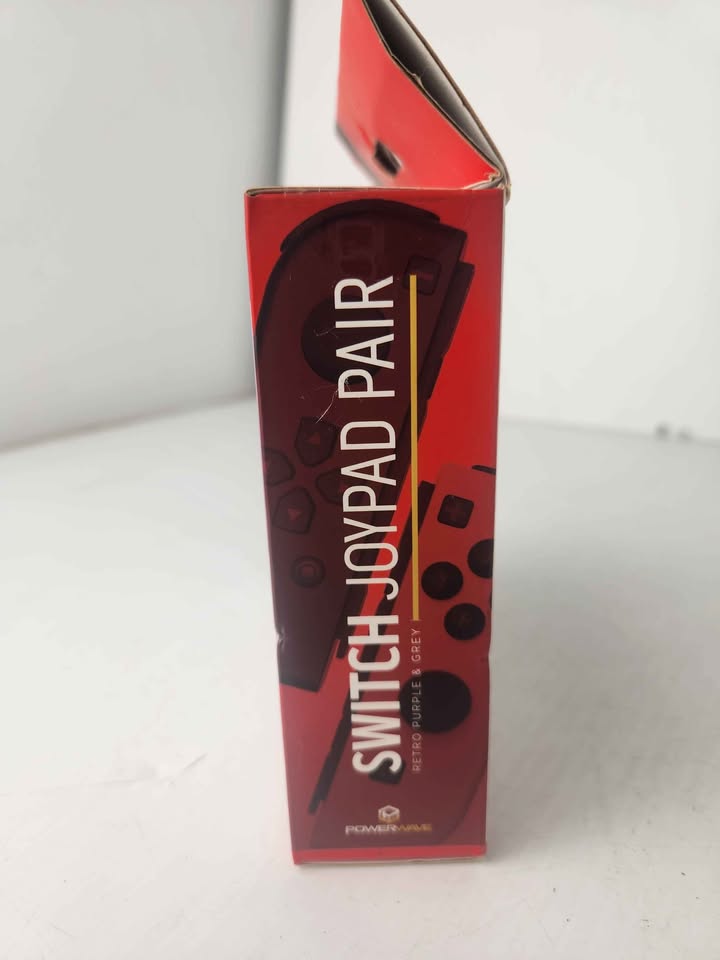 SWITCH JOYPAD PAIR
RETRO PURPLE & GREY
POWERWAVE